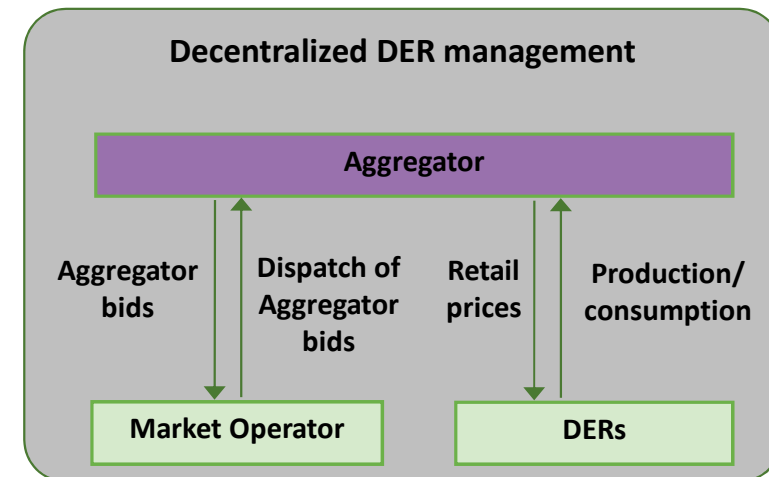 Decentralized DER management
Aggregator
Aggregator
bids
Dispatch of
Aggregator
bids
Retail
prices
Production/
consumption
Market Operator
DERs